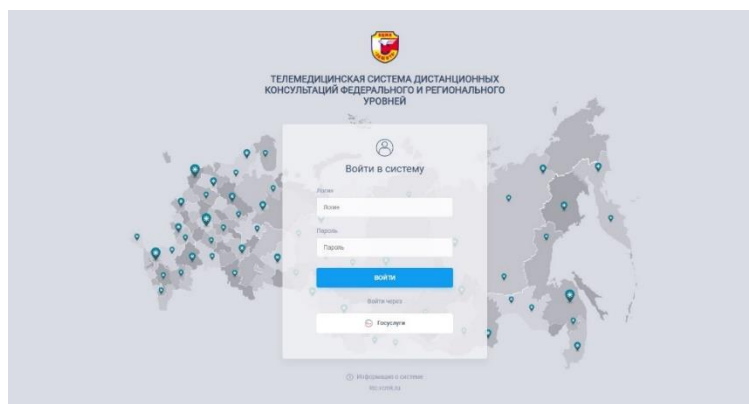 ТЕЛЕМЕДИЦИНСКАЯ СИСТЕМА ДИСТАНЦИОННЫХ
КОНСУЛЬТАЦИЙ ФЕДЕРАЛЬНОГО И РЕГИОНАЛЬНОГО
УРОВНЕЙ
Войти в систему
Логин
Логин
Пароль
Пароль
ВОЙТИ
Войти через
Госуслуги
Информация о системе